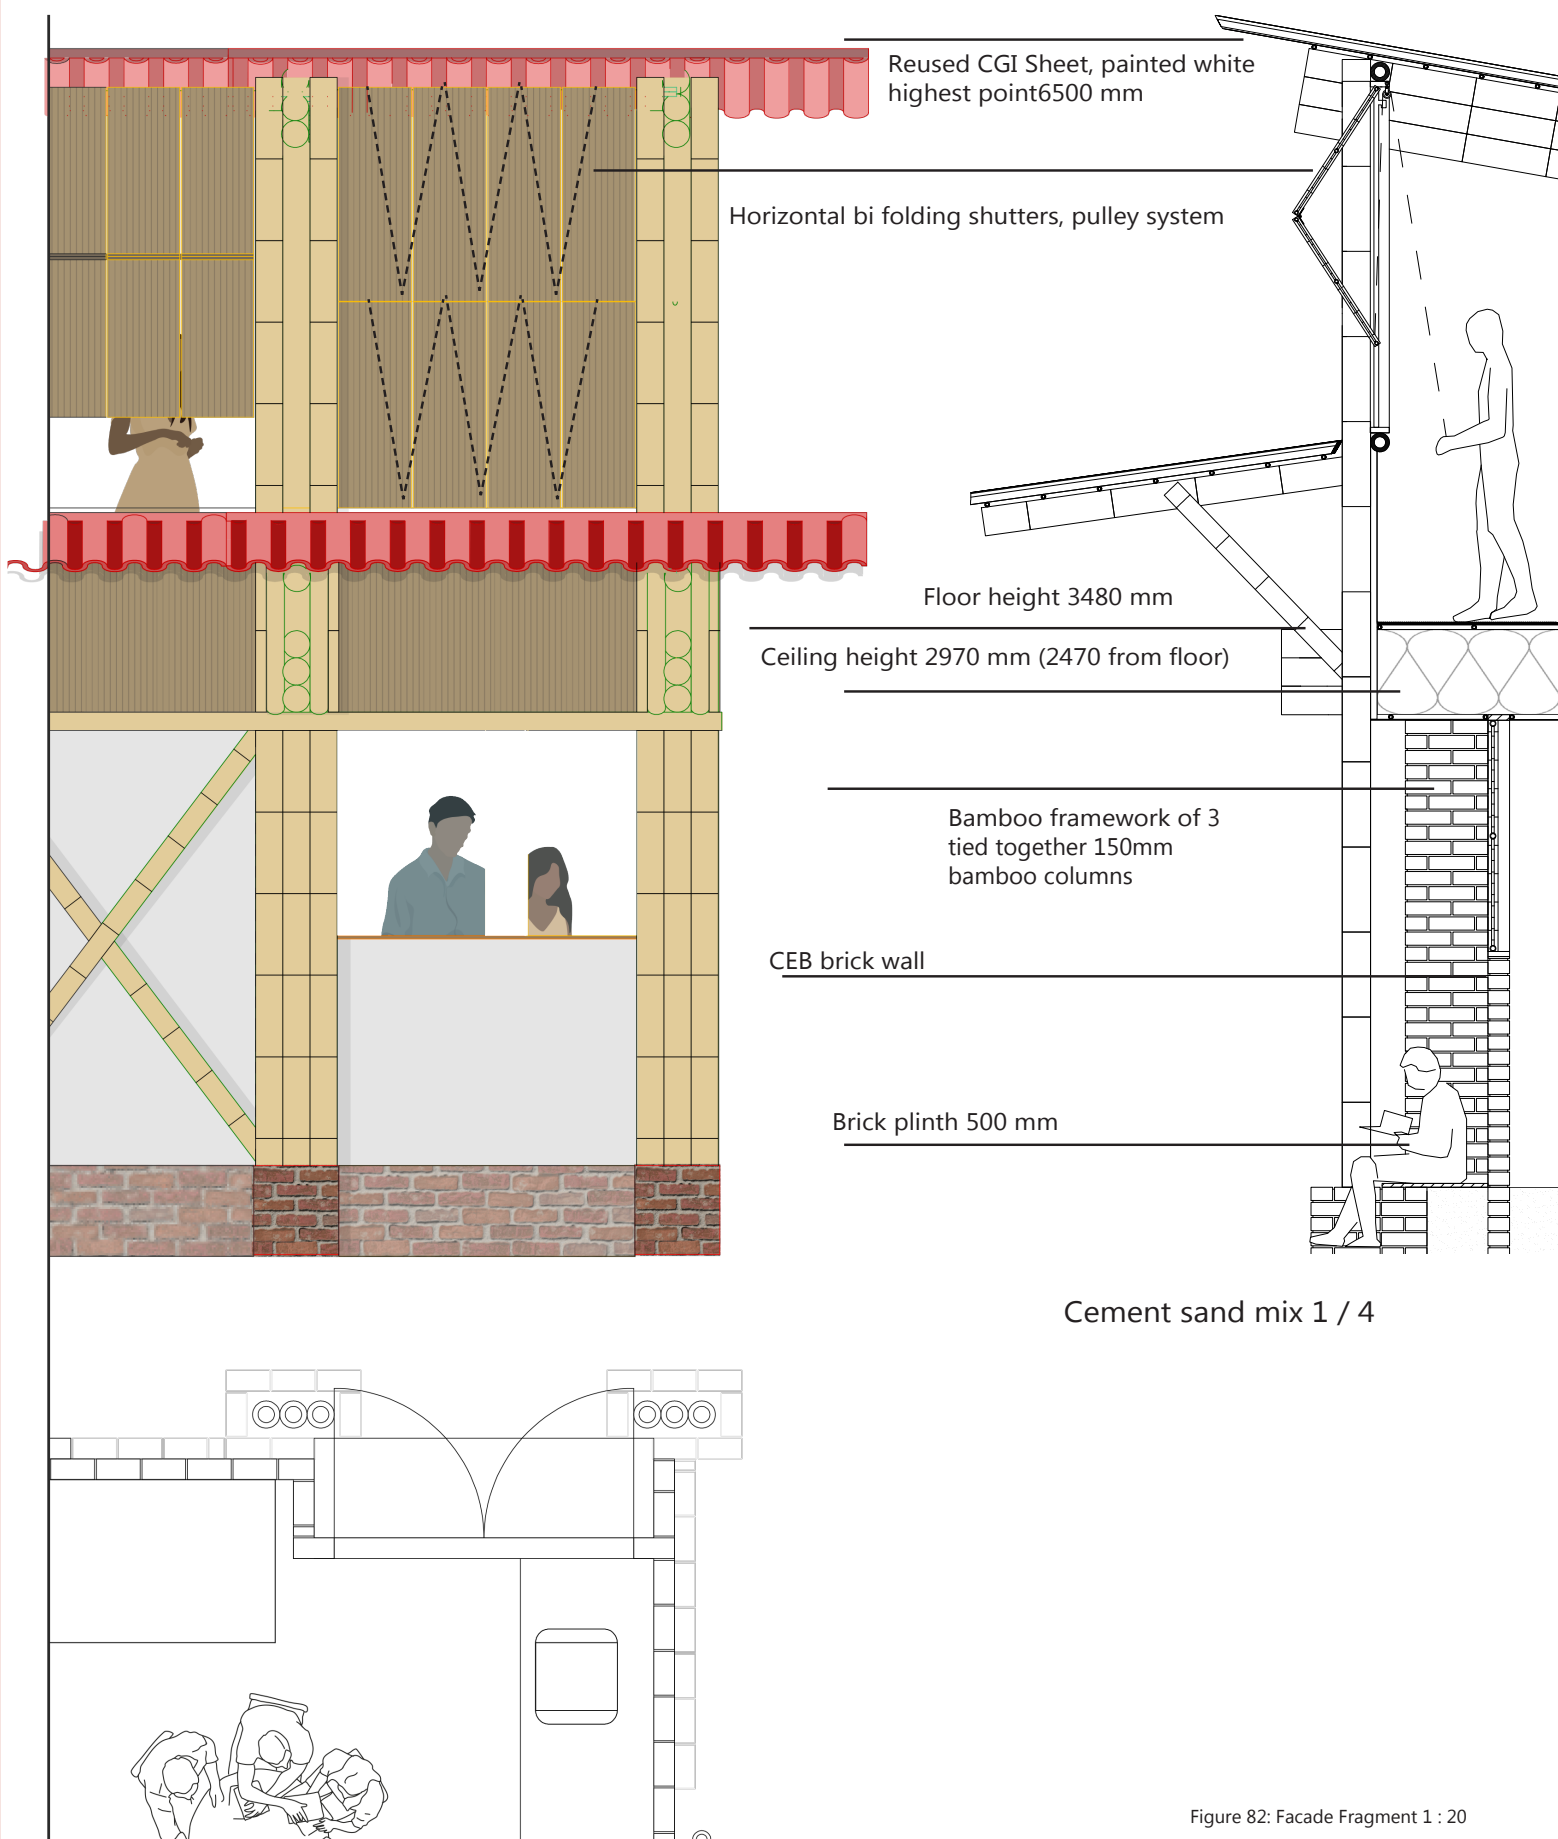 Reused CGI Sheet, painted white
highest point6500 mm
Horizontal bi folding shutters, pulley system
Floor height 3480 mm
Ceiling height 2970 mm (2470 from floor)
Bamboo framework of 3
tied together 150mm
bamboo columns
CEB brick wall
Brick plinth 500 mm
Cement sand mix 1 / 4
Figure 82: Facade Fragment 1 : 20